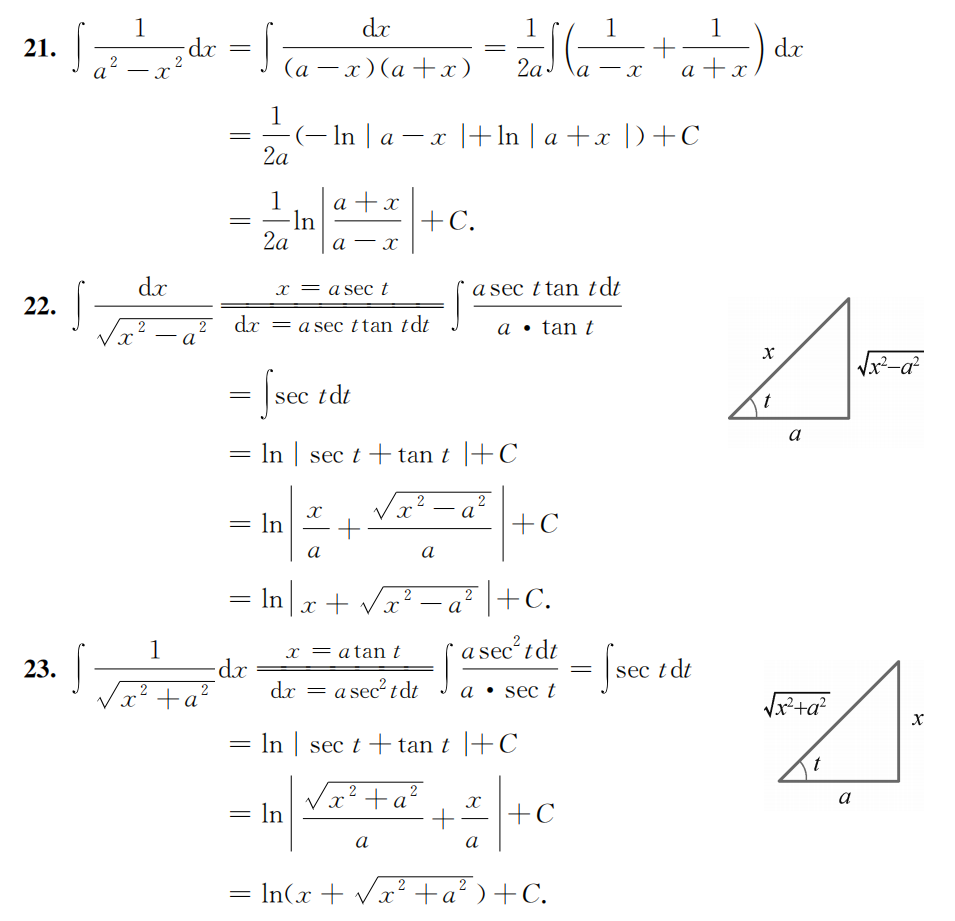 21. ∫ 1/(a² − x²) dx = ∫ dx/((a − x)(a + x)) = 1/(2a) ∫ (1/(a − x) + 1/(a + x)) dx
= 1/(2a) (− ln | a − x | + ln | a + x |) + C
= 1/(2a) ln | (a + x)/(a − x) | + C.
22. ∫ dx/√(x² − a²) =(x = a sec t; dx = a sec t tan t dt)= ∫ (a sec t tan t dt)/(a • tan t)
= ∫ sec t dt
= ln | sec t + tan t | + C
= ln | x/a + √(x² − a²)/a | + C
= ln | x + √(x² − a²) | + C.
x
√(x²−a²)
t
a
23. ∫ 1/√(x² + a²) dx =(x = a tan t; dx = a sec² t dt)= ∫ (a sec² t dt)/(a • sec t) = ∫ sec t dt
= ln | sec t + tan t | + C
= ln | √(x² + a²)/a + x/a | + C
= ln(x + √(x² + a²)) + C.
√(x²+a²)
x
t
a